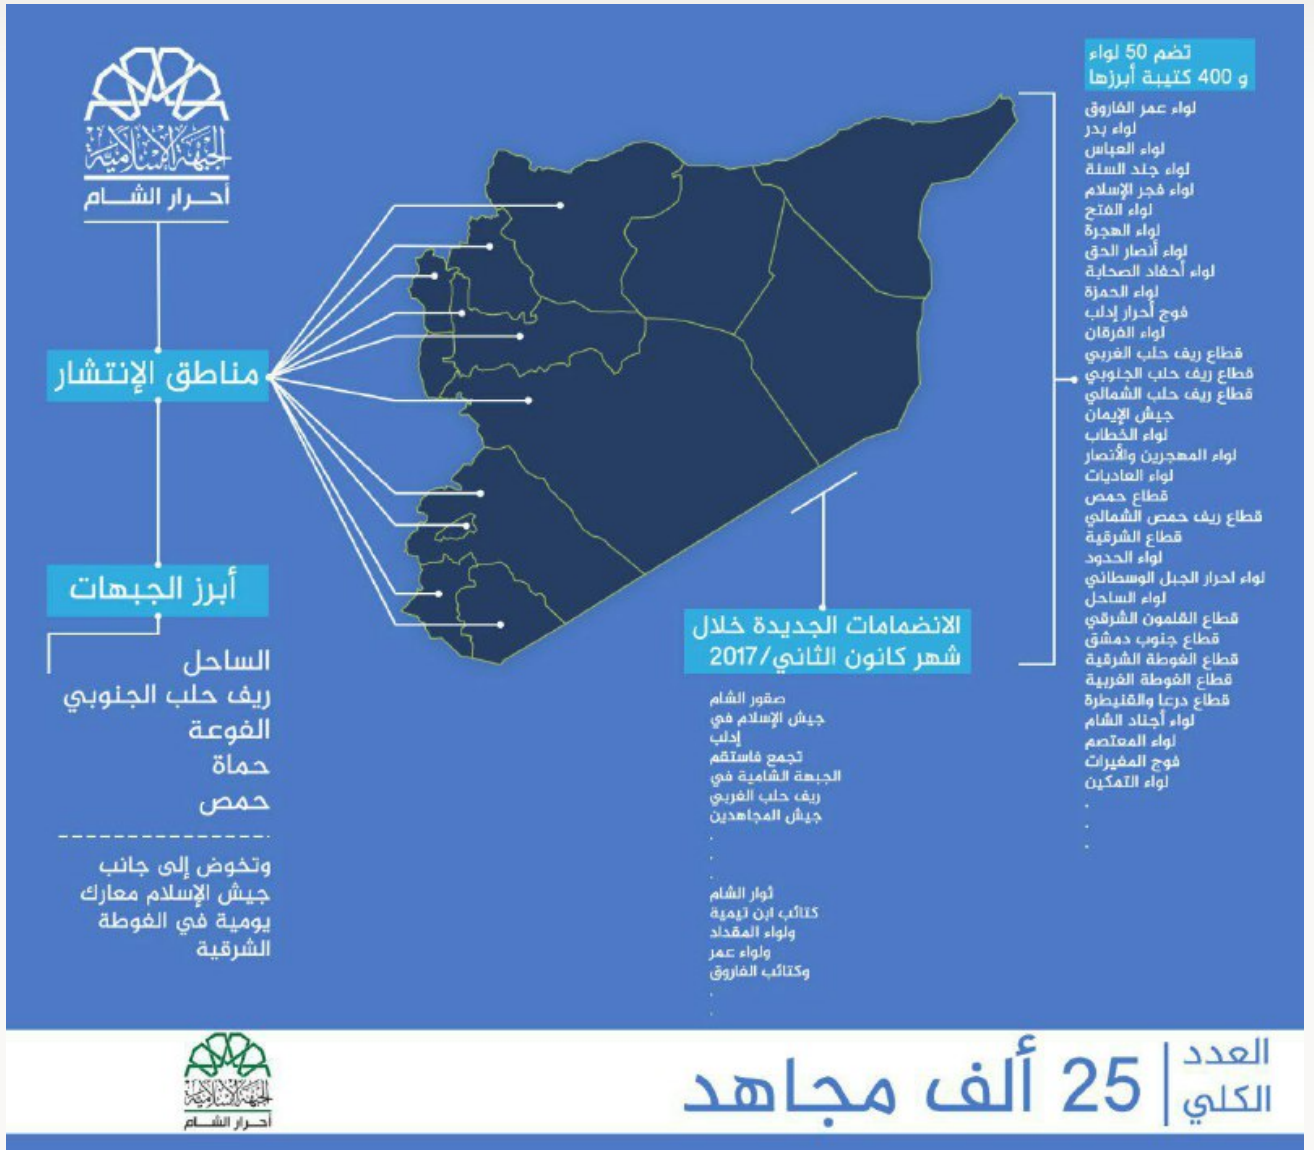 الجبهة الإسلامية
أحرار الشام
مناطق الإنتشار
أبرز الجبهات
الساحل
ريف حلب الجنوبي
الفوعة
حماة
حمص
وتخوض إلى جانب
جيش الإسلام معارك
يومية في الغوطة
الشرقية
تضم 50 لواء
و 400 كتيبة أبرزها
لواء عمر الفاروق
لواء بدر
لواء العباس
لواء جند السنة
لواء فجر الإسلام
لواء الفتح
لواء الهجرة
لواء أنصار الحق
لواء أحفاد الصحابة
لواء الحمزة
فوج أحرار إدلب
لواء الفرقان
قطاع ريف حلب الغربي
قطاع ريف حلب الجنوبي
قطاع ريف حلب الشمالي
جيش الإيمان
لواء الخطاب
لواء المهجرين والأنصار
لواء العاديات
قطاع حمص
قطاع ريف حمص الشمالي
قطاع الشرقية
لواء الحدود
لواء احرار الجبل الوسطاني
لواء الساحل
قطاع القلمون الشرقي
قطاع جنوب دمشق
قطاع الغوطة الشرقية
قطاع الغوطة الغربية
قطاع درعا والقنيطرة
لواء أجناد الشام
لواء المعتصم
فوج المغيرات
لواء التمكين
.
.
.
الانضمامات الجديدة خلال
شهر كانون الثاني/2017
صقور الشام
جيش الإسلام في
إدلب
تجمع فاستقم
الجبهة الشامية في
ريف حلب الغربي
جيش المجاهدين
.
.
.
ثوار الشام
كتائب ابن تيمية
ولواء المقداد
ولواء عمر
وكتائب الفاروق
.
.
العدد
الكلي
25 ألف مجاهد
الجبهة الإسلامية
أحرار الشام